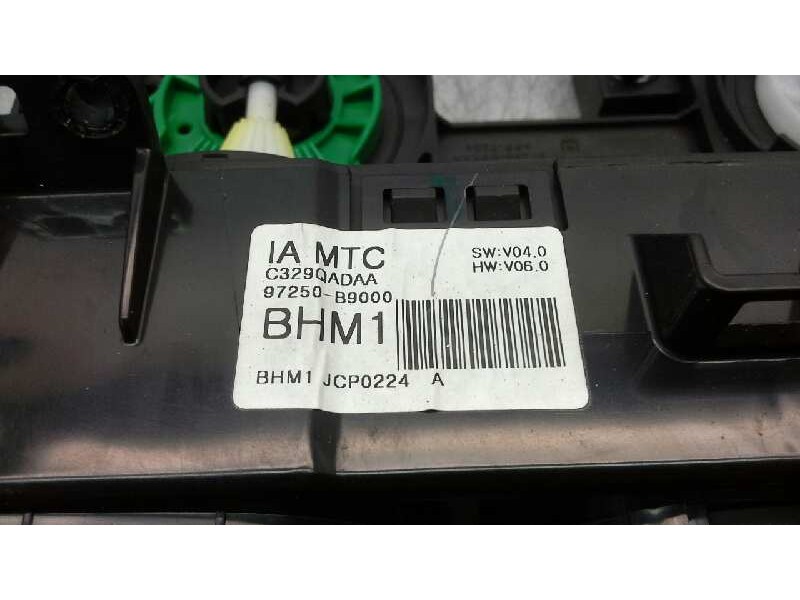 IA MTC
SW:V04.0
C329QADAA
HW:V06.0
97250-B9000
BHM1
BHM1 JCP0224 A